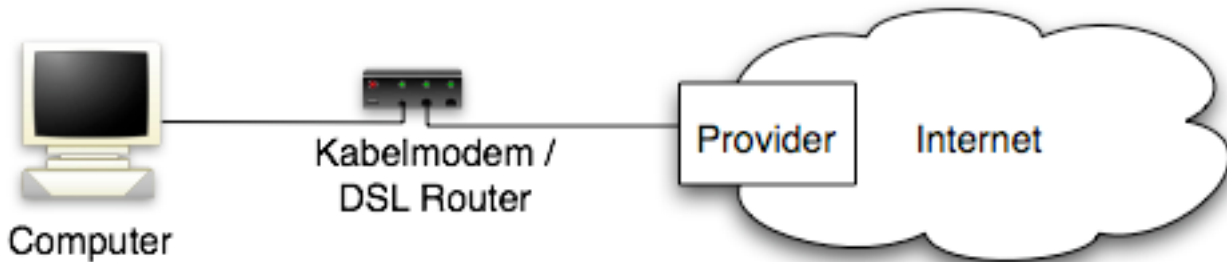 Computer
Kabelmodem /
DSL Router
Provider
Internet